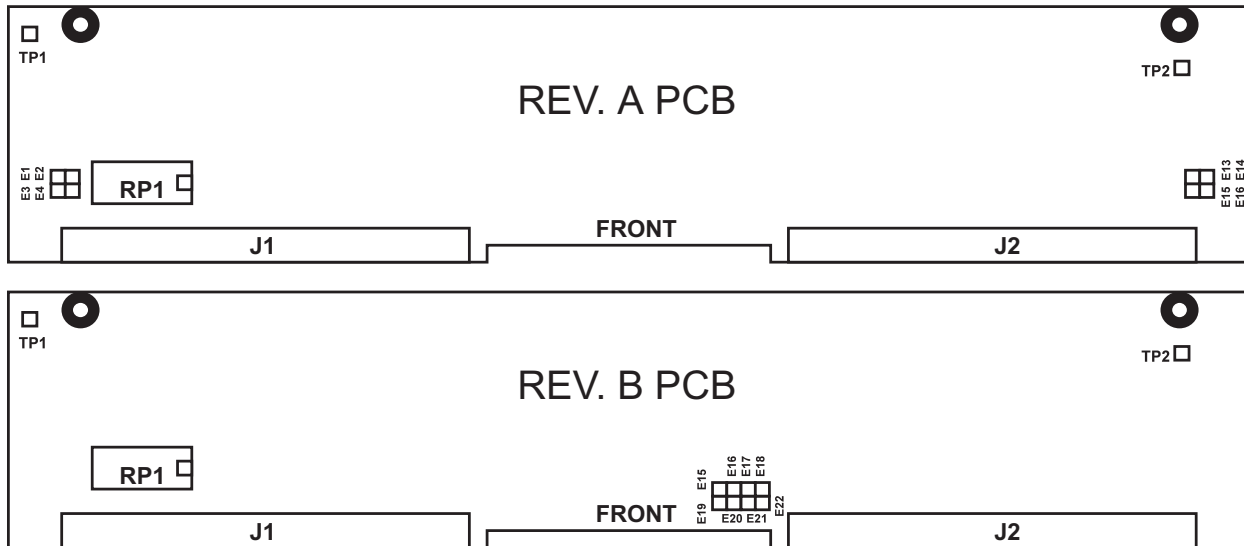 TP1
TP2
REV. A PCB
E1 E2
E3 E4
RP1
E13 E14
E15 E16
J1
FRONT
J2
TP1
TP2
REV. B PCB
RP1
E15 E16 E17 E18
E19 E20 E21 E22
J1
FRONT
J2